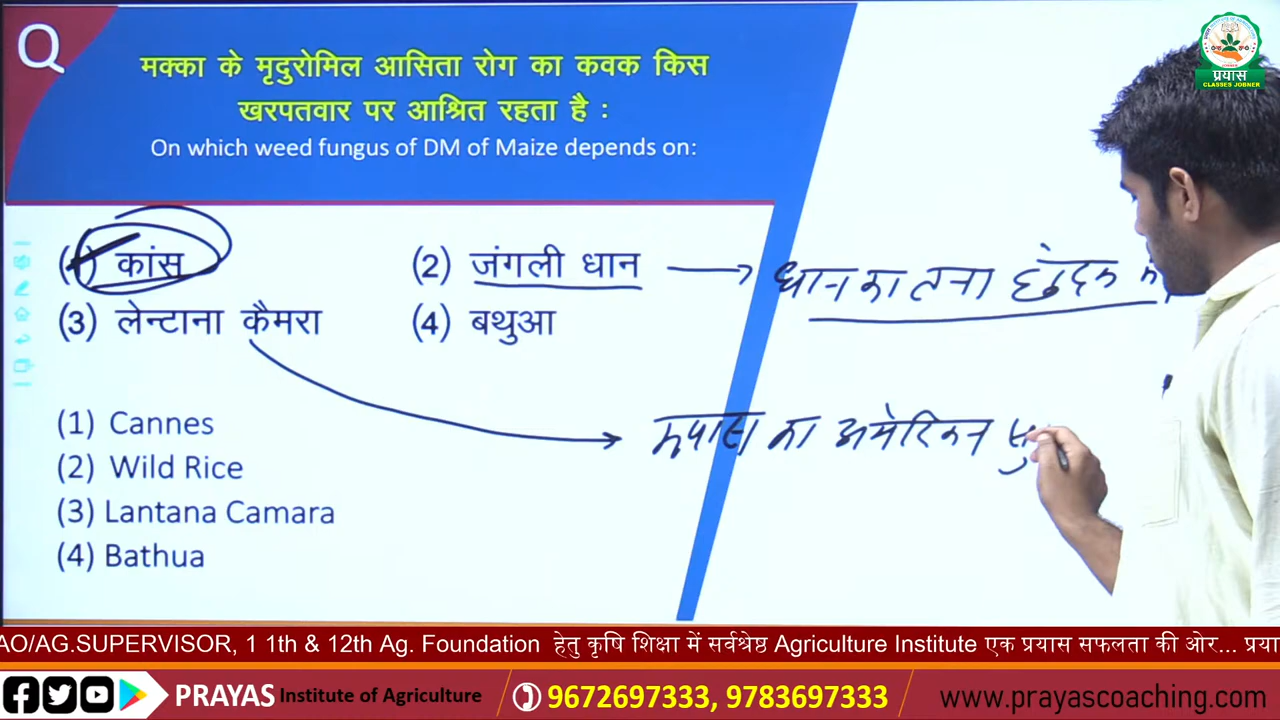 Q
मक्का के मृदुरोमिल आसिता रोग का कवक किस
खरपतवार पर आश्रित रहता है :
On which weed fungus of DM of Maize depends on:
प्रयास
CLASSES JOBNER
(1) कांस
(2) जंगली धान
धान का तना छेदक
(3) लेन्टाना कैमरा
(4) बथुआ
कपास का अमेरिकन
(1) Cannes
(2) Wild Rice
(3) Lantana Camara
(4) Bathua
AO/AG.SUPERVISOR, 1 1th & 12th Ag. Foundation हेतु कृषि शिक्षा में सर्वश्रेष्ठ Agriculture Institute एक प्रयास सफलता की ओर... प्रया
PRAYAS Institute of Agriculture
9672697333, 9783697333
www.prayascoaching.com